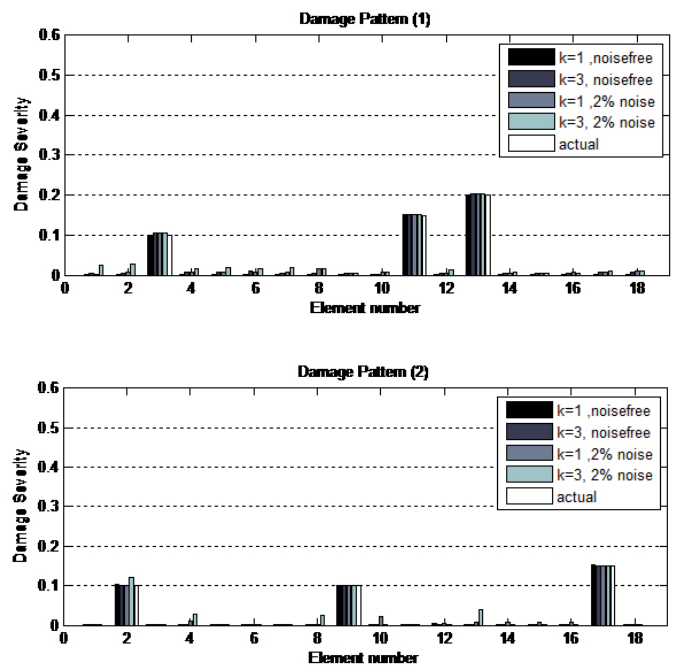 Damage Pattern (1)
0.6
0.5
0.4
0.3
0.2
0.1
0
Damage Severity
k=1 ,noisefree
k=3, noisefree
k=1 ,2% noise
k=3, 2% noise
actual
0 2 4 6 8 10 12 14 16 18
Element number
Damage Pattern (2)
0.6
0.5
0.4
0.3
0.2
0.1
0
Damage Severity
k=1 ,noisefree
k=3, noisefree
k=1 ,2% noise
k=3, 2% noise
actual
0 2 4 6 8 10 12 14 16 18
Element number